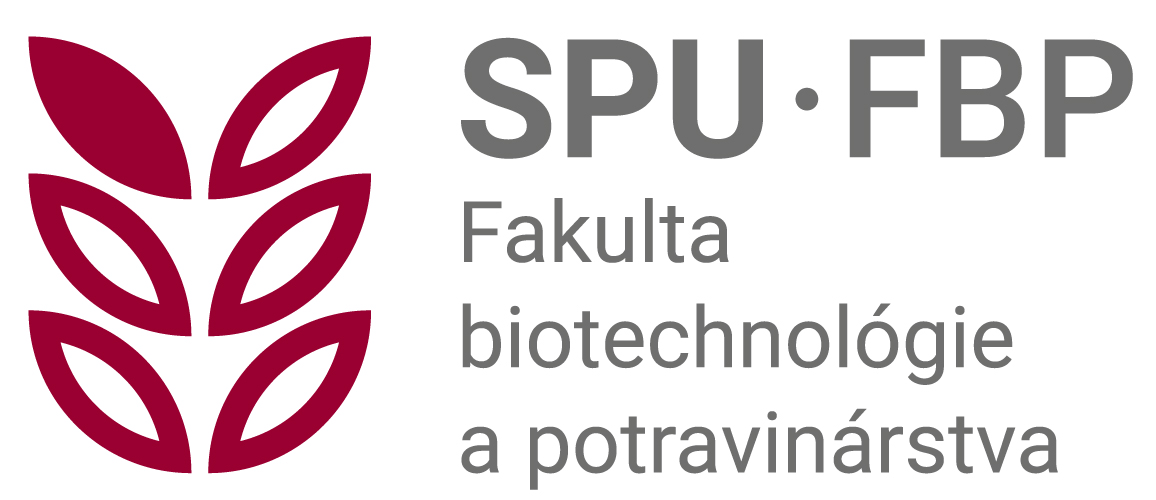 SPU·FBP
Fakulta
biotechnológie
a potravinárstva